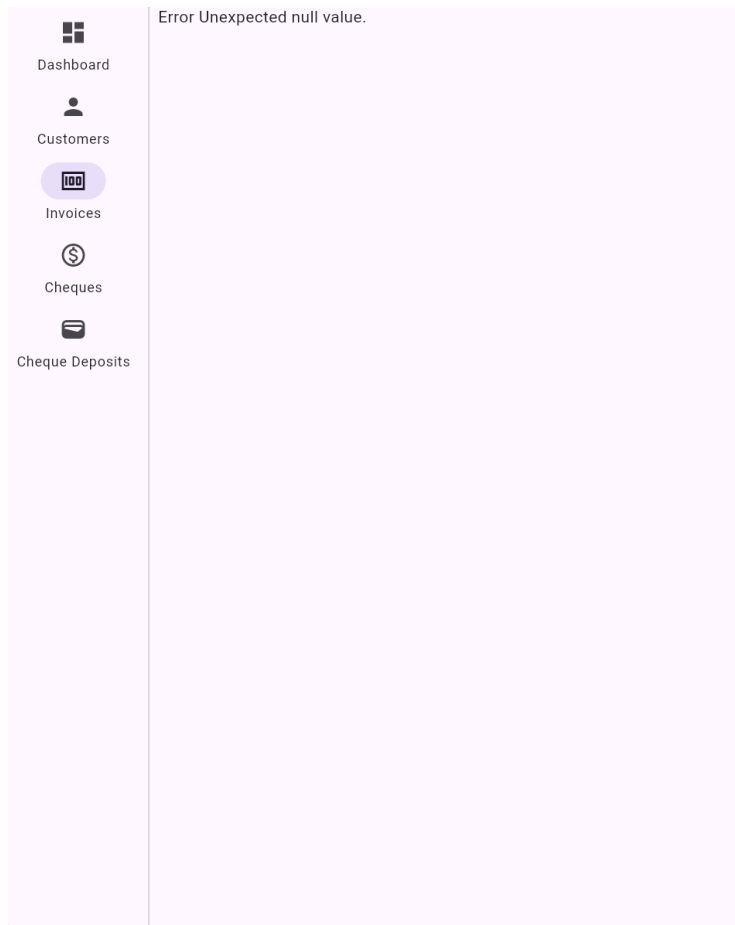 Error Unexpected null value.
Dashboard
Customers
Invoices
Cheques
Cheque Deposits